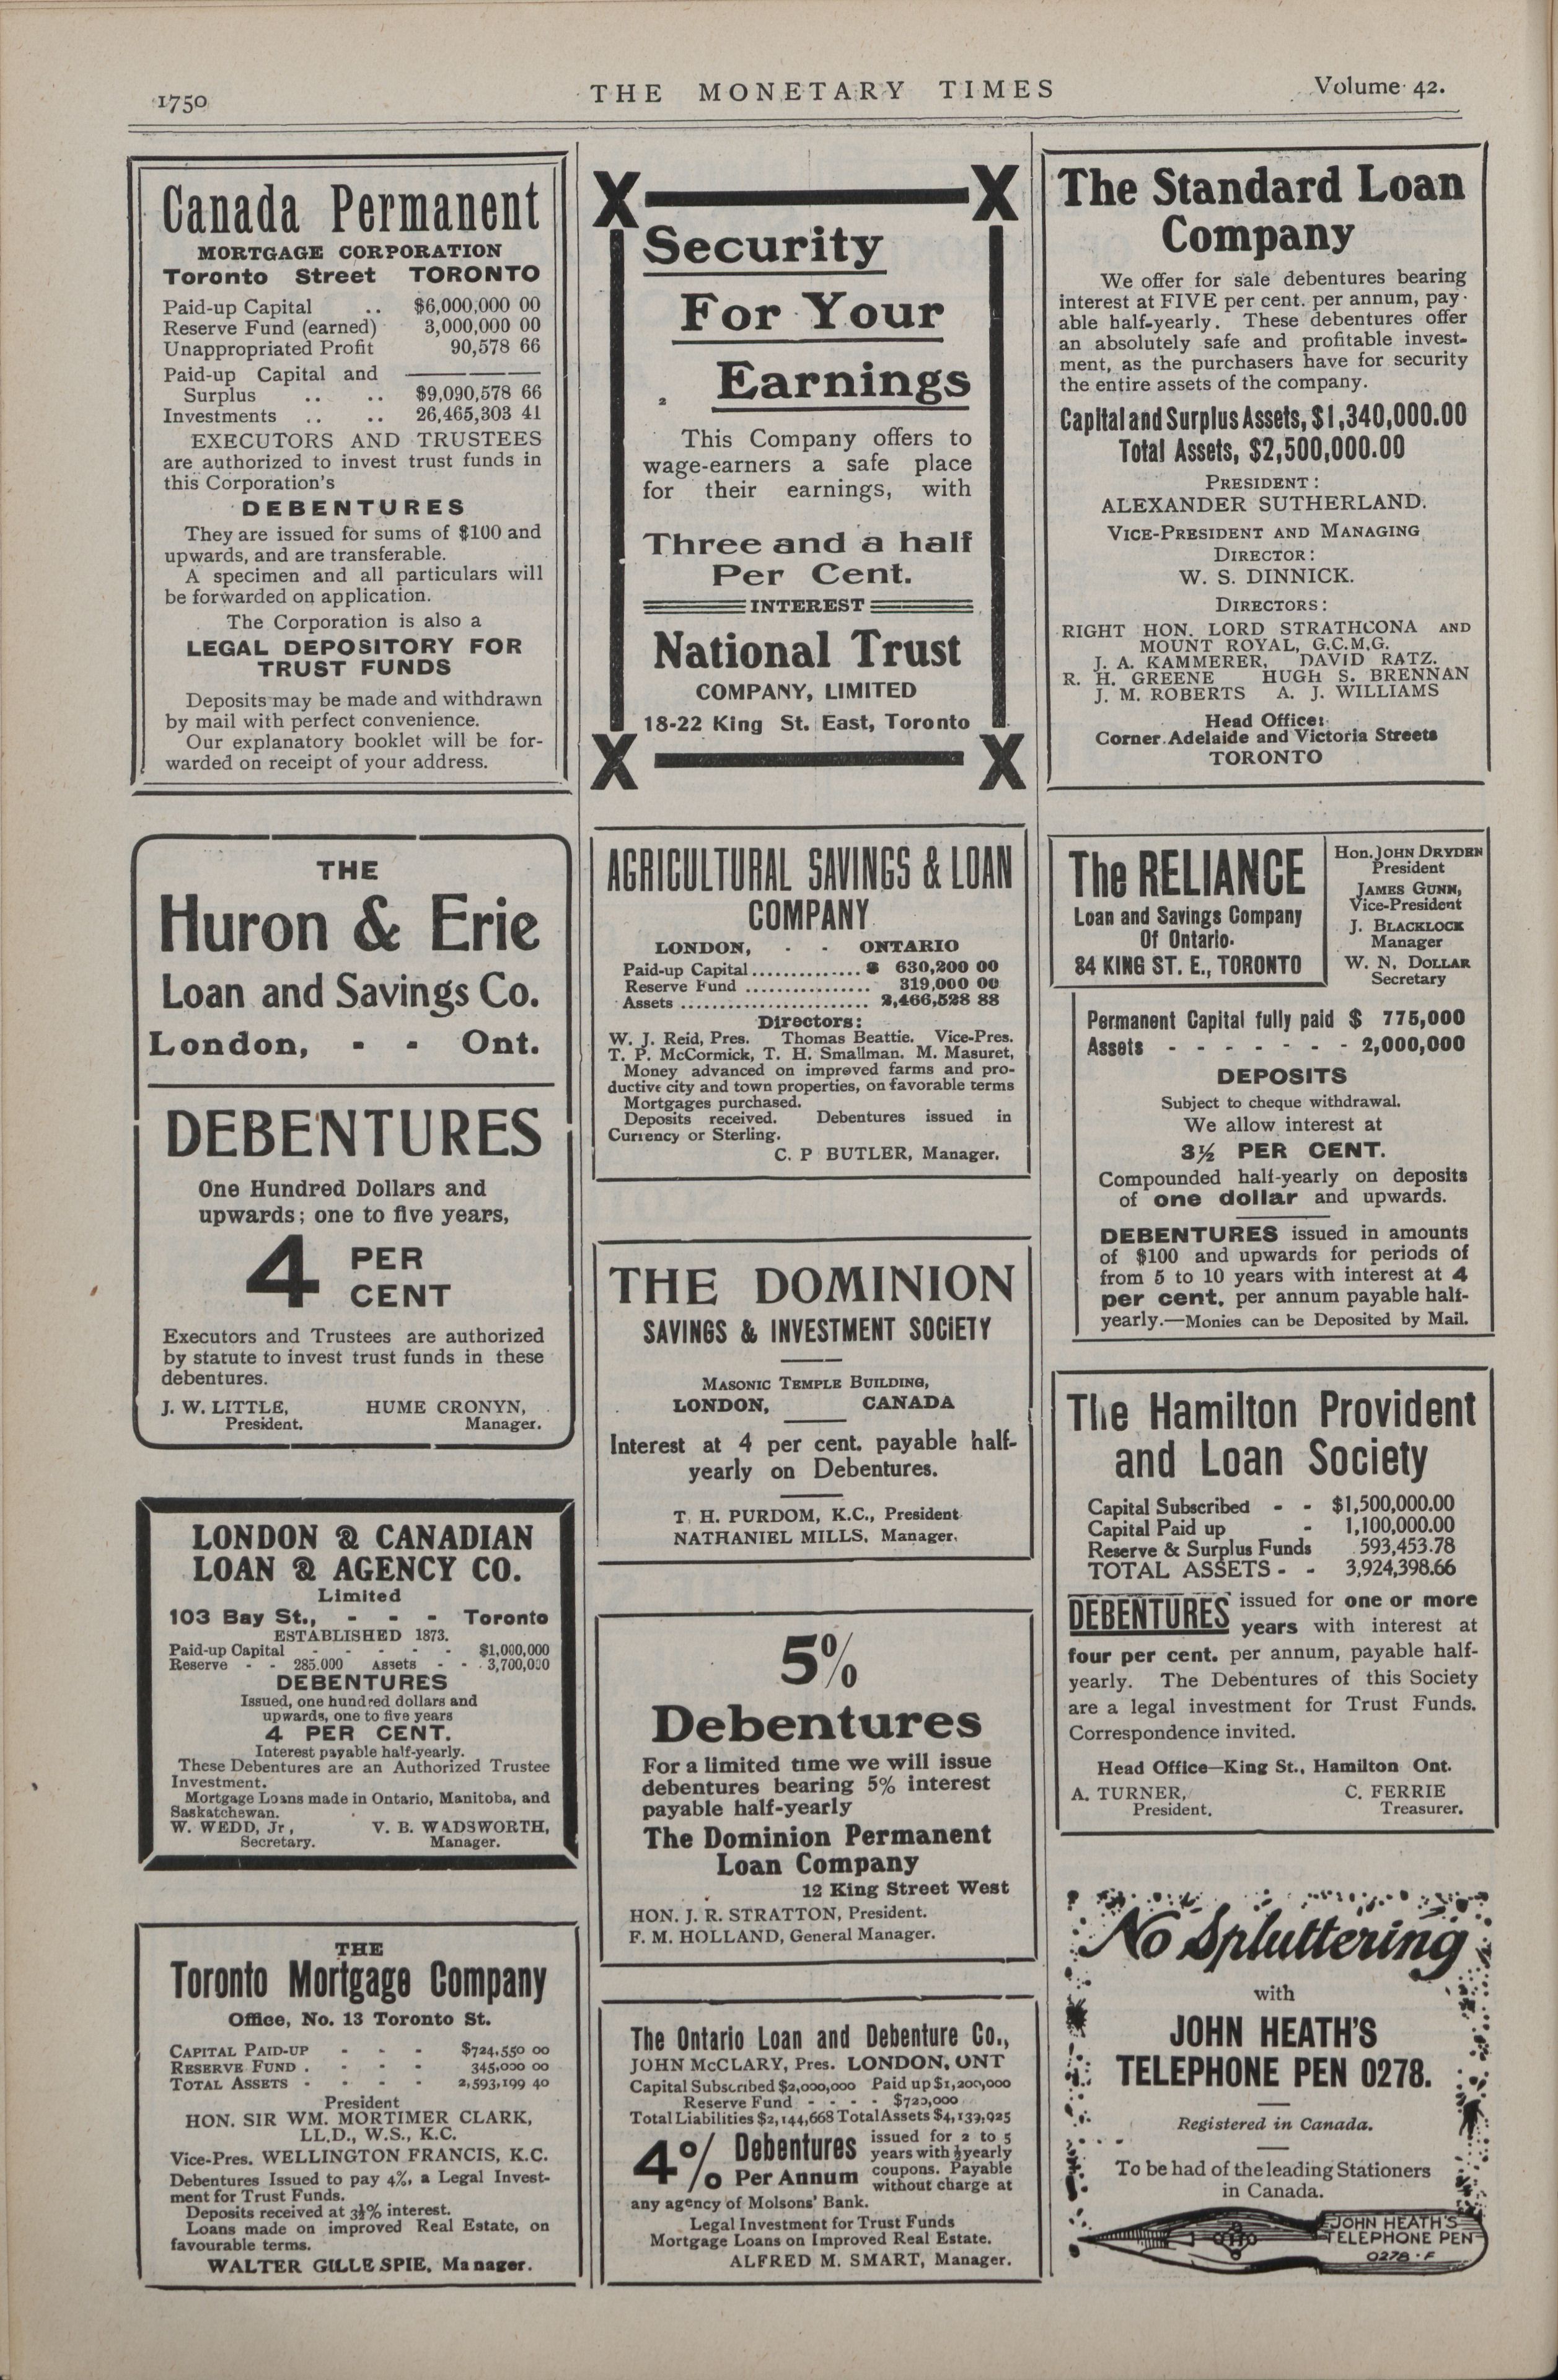 1750
THE MONETARY TIMES
Volume 42.
Canada Permanent
MORTGAGE CORPORATION
Toronto Street TORONTO
Paid-up Capital .. $6,000,000 00
Reserve Fund (earned) 3,000,000 00
Unappropriated Profit 90,578 66
Paid-up Capital and
Surplus .. .. $9,090,578 66
Investments .. .. 26,465,303 41
EXECUTORS AND TRUSTEES
are authorized to invest trust funds in
this Corporation's
DEBENTURES
They are issued for sums of $100 and
upwards, and are transferable.
A specimen and all particulars will
be forwarded on application.
The Corporation is also a
LEGAL DEPOSITORY FOR
TRUST FUNDS
Deposits may be made and withdrawn
by mail with perfect convenience.
Our explanatory booklet will be for-
warded on receipt of your address.
THE
Huron & Erie
Loan and Savings Co.
London, - - Ont.
DEBENTURES
One Hundred Dollars and
upwards; one to five years,
4 PER
CENT
Executors and Trustees are authorized
by statute to invest trust funds in these
debentures.
J. W. LITTLE, HUME CRONYN,
President. Manager.
LONDON & CANADIAN
LOAN & AGENCY CO.
Limited
103 Bay St., - - - Toronto
ESTABLISHED 1873.
Paid-up Capital - - - - - $1,000,000
Reserve - - 285.000 Assets - - 3,700,000
DEBENTURES
Issued, one hundred dollars and
upwards, one to five years
4 PER CENT.
Interest payable half-yearly.
These Debentures are an Authorized Trustee
Investment.
Mortgage Loans made in Ontario, Manitoba, and
Saskatchewan.
W. WEDD, Jr, V. B. WADSWORTH,
Secretary. Manager.
THE
Toronto Mortgage Company
Office, No. 13 Toronto St.
CAPITAL PAID-UP - - - $724,550 00
RESERVE FUND . - - - 345,000 00
TOTAL ASSETS - - - - 2,593,199 40
President
HON. SIR WM. MORTIMER CLARK,
LL.D., W.S., K.C.
Vice-Pres. WELLINGTON FRANCIS, K.C.
Debentures Issued to pay 4%, a Legal Invest-
ment for Trust Funds.
Deposits received at 3½% interest.
Loans made on improved Real Estate, on
favourable terms.
WALTER GILLESPIE, Manager.
X X
Security
For Your
Earnings
This Company offers to
wage-earners a safe place
for their earnings, with
Three and a half
Per Cent.
INTEREST
National Trust
COMPANY, LIMITED
18-22 King St. East, Toronto
X X
AGRICULTURAL SAVINGS & LOAN
COMPANY
LONDON, - - ONTARIO
Paid-up Capital.............. $ 630,200 00
Reserve Fund ................ 319,000 00
Assets ........................ 2,466,528 88
Directors:
W. J. Reid, Pres. Thomas Beattie. Vice-Pres.
T. P. McCormick, T. H. Smallman. M. Masuret,
Money advanced on improved farms and pro-
ductive city and town properties, on favorable terms
Mortgages purchased.
Deposits received. Debentures issued in
Currency or Sterling.
C. P BUTLER, Manager.
THE DOMINION
SAVINGS & INVESTMENT SOCIETY
MASONIC TEMPLE BUILDING,
LONDON, CANADA
Interest at 4 per cent. payable half-
yearly on Debentures.
T. H. PURDOM, K.C., President
NATHANIEL MILLS, Manager.
5%
Debentures
For a limited time we will issue
debentures bearing 5% interest
payable half-yearly
The Dominion Permanent
Loan Company
12 King Street West
HON. J. R. STRATTON, President.
F. M. HOLLAND, General Manager.
The Ontario Loan and Debenture Co.,
JOHN McCLARY, Pres. LONDON, ONT
Capital Subscribed $2,000,000 Paid up $1,200,000
Reserve Fund - - - -
Total Liabilities $2,144,668 Total Assets $4,139,925
4% Debentures issued for 2 to 5
years with ½yearly
Per Annum coupons. Payable
without charge at
any agency of Molsons' Bank.
Legal Investment for Trust Funds
Mortgage Loans on Improved Real Estate.
ALFRED M. SMART, Manager.
The Standard Loan
Company
We offer for sale debentures bearing
interest at FIVE per cent. per annum, pay-
able half-yearly. These debentures offer
an absolutely safe and profitable invest-
ment, as the purchasers have for security
the entire assets of the company.
Capital and Surplus Assets, $1,340,000.00
Total Assets, $2,500,000.00
PRESIDENT:
ALEXANDER SUTHERLAND.
VICE-PRESIDENT AND MANAGING
DIRECTOR:
W. S. DINNICK.
DIRECTORS:
RIGHT HON. LORD STRATHCONA AND
MOUNT ROYAL, G.C.M.G.
J. A. KAMMERER, DAVID RATZ.
R. H. GREENE HUGH S. BRENNAN
J. M. ROBERTS A. J. WILLIAMS
Head Office:
Corner Adelaide and Victoria Streets
TORONTO
The RELIANCE
Loan and Savings Company
Of Ontario.
84 KING ST. E., TORONTO
Hon. JOHN DRYDEN
President
JAMES GUNN,
Vice-President
J. BLACKLOCK
Manager
W. N. DOLLAR
Secretary
Permanent Capital fully paid $ 775,000
Assets - - - - - - - 2,000,000
DEPOSITS
Subject to cheque withdrawal.
We allow interest at
3½ PER CENT.
Compounded half-yearly on deposits
of one dollar and upwards.
DEBENTURES issued in amounts
of $100 and upwards for periods of
from 5 to 10 years with interest at 4
per cent. per annum payable half-
yearly.—Monies can be Deposited by Mail.
The Hamilton Provident
and Loan Society
Capital Subscribed - - $1,500,000.00
Capital Paid up - 1,100,000.00
Reserve & Surplus Funds 593,453.78
TOTAL ASSETS - - 3,924,398.66
DEBENTURES issued for one or more
years with interest at
four per cent. per annum, payable half-
yearly. The Debentures of this Society
are a legal investment for Trust Funds.
Correspondence invited.
Head Office—King St., Hamilton Ont.
A. TURNER, C. FERRIE
President. Treasurer.
No Spluttering
with
JOHN HEATH'S
TELEPHONE PEN 0278.
Registered in Canada.
To be had of the leading Stationers
in Canada.
JOHN HEATH'S
TELEPHONE PEN
0278 · F